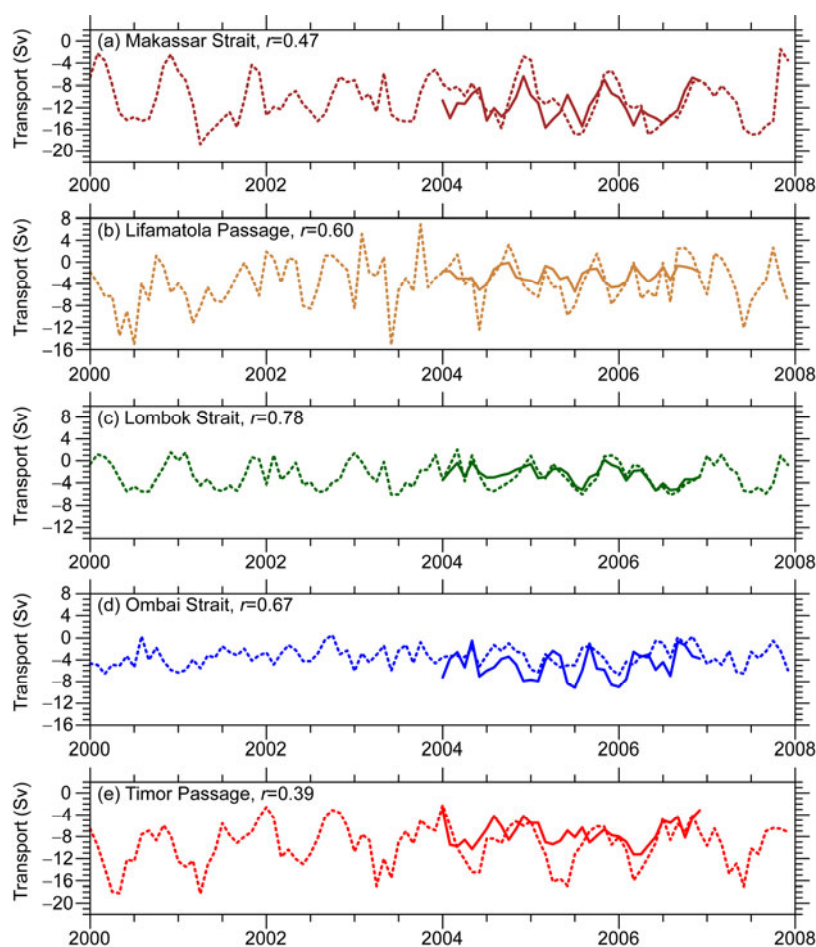 (a) Makassar Strait, r=0.47
Transport (Sv)
0
−4
−8
−12
−16
−20
2000 2002 2004 2006 2008
(b) Lifamatola Passage, r=0.60
Transport (Sv)
8
4
0
−4
−8
−12
−16
2000 2002 2004 2006 2008
(c) Lombok Strait, r=0.78
Transport (Sv)
8
4
0
−4
−8
−12
2000 2002 2004 2006 2008
(d) Ombai Strait, r=0.67
Transport (Sv)
8
4
0
−4
−8
−12
−16
2000 2002 2004 2006 2008
(e) Timor Passage, r=0.39
Transport (Sv)
0
−4
−8
−12
−16
−20
2000 2002 2004 2006 2008